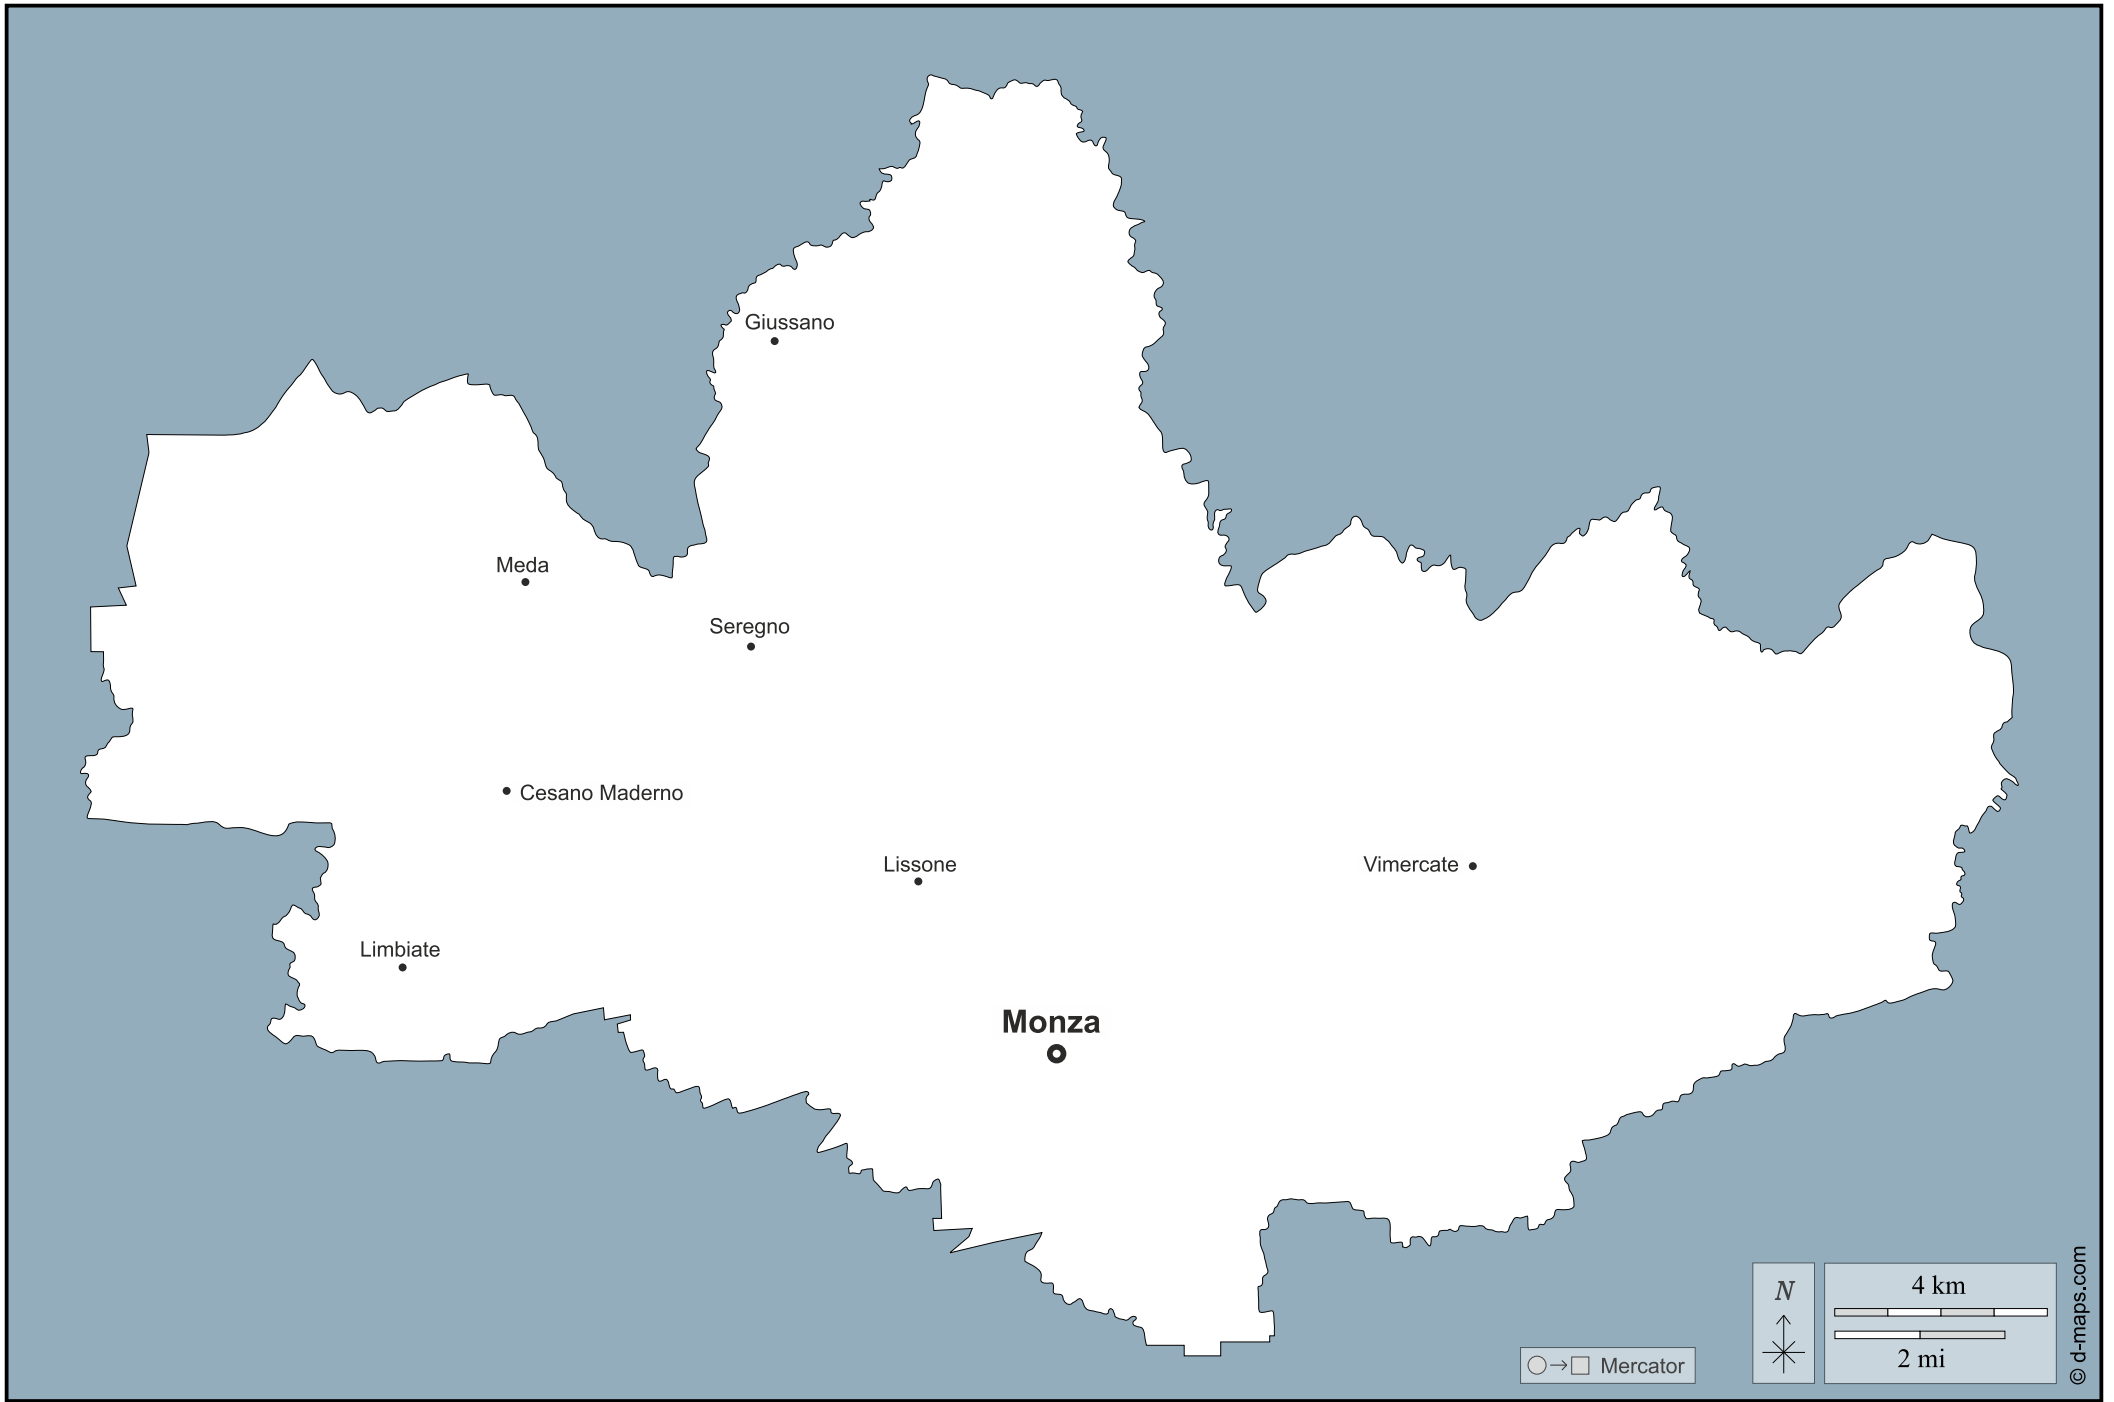 Giussano
Meda
Seregno
Cesano Maderno
Lissone
Vimercate
Limbiate
Monza
N
4 km
2 mi
Mercator
© d-maps.com